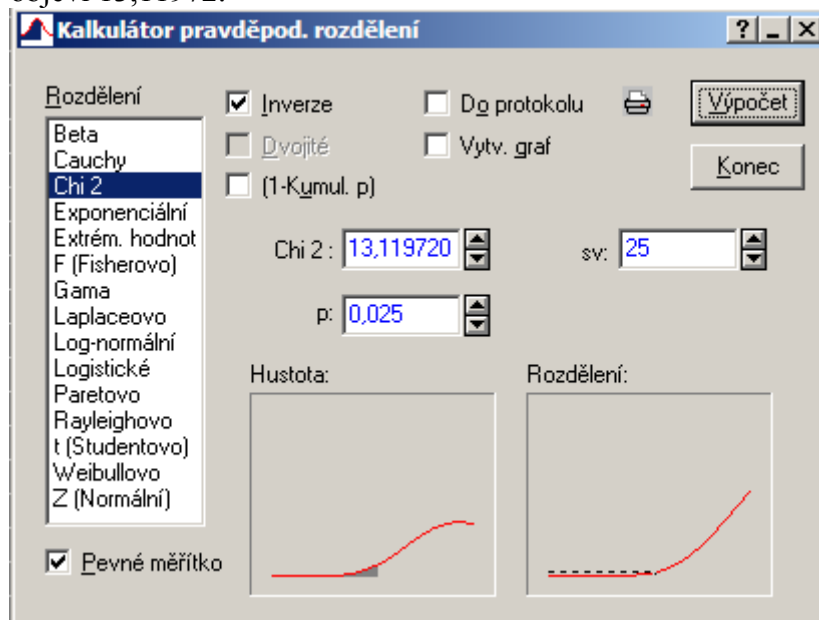 13,11972.
Kalkulátor pravděpod. rozdělení
Rozdělení
Beta
Cauchy
Chi 2
Exponenciální
Extrém. hodnot
F (Fisherovo)
Gama
Laplaceovo
Log-normální
Logistické
Paretovo
Rayleighovo
t (Studentovo)
Weibullovo
Z (Normální)
Pevné měřítko
Inverze
Dvojité
(1-Kumul. p)
Do protokolu
Vytv. graf
Výpočet
Konec
Chi 2 : 13,119720
sv: 25
p: 0,025
Hustota:
Rozdělení: